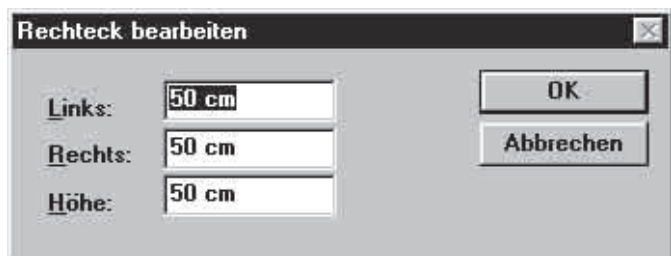 Rechteck bearbeiten
Links: 50 cm
OK
Rechts: 50 cm
Abbrechen
Höhe: 50 cm